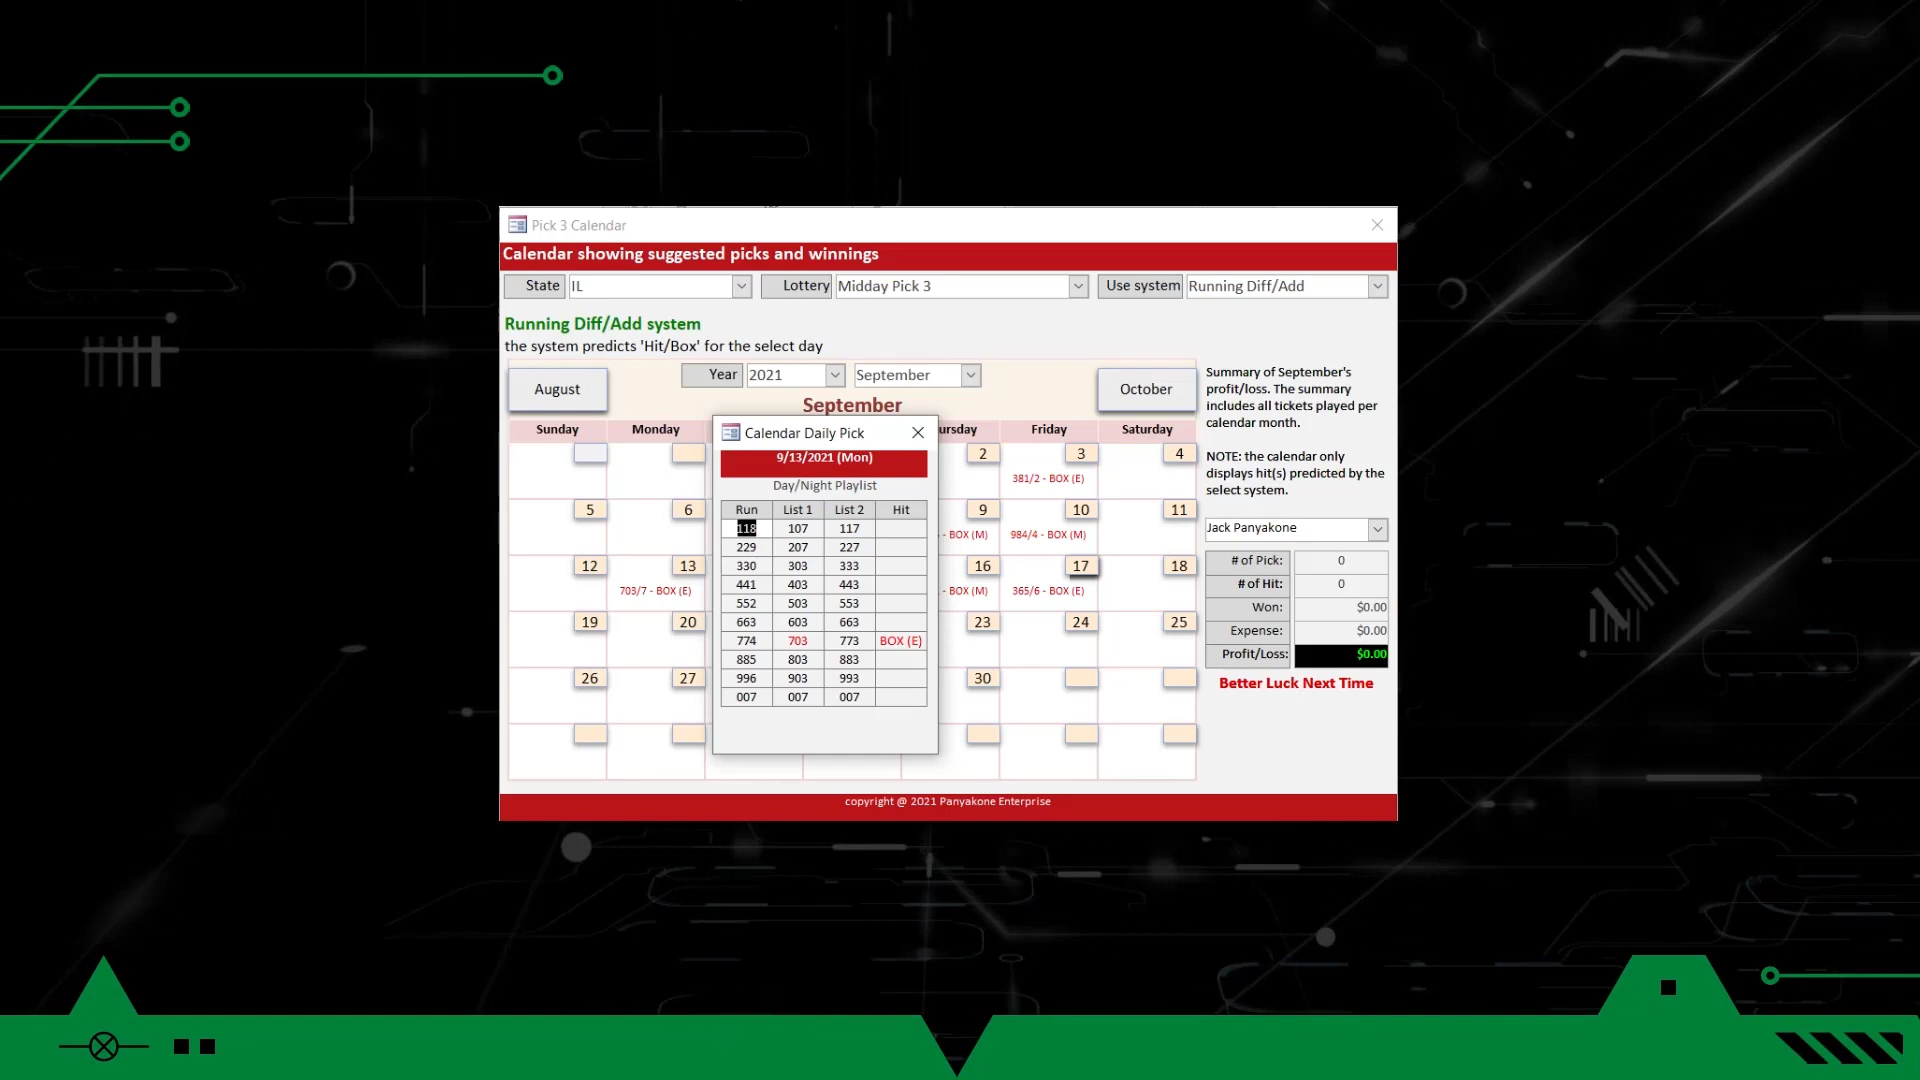 Pick 3 Calendar
Calendar showing suggested picks and winnings
State IL Lottery Midday Pick 3 Use system Running Diff/Add
Running Diff/Add system
the system predicts 'Hit/Box' for the select day
August Year 2021 September October
September
Sunday Monday ursday Friday Saturday
2 3 4
381/2 - BOX (E)
5 6 9 10 11
- BOX (M) 984/4 - BOX (M)
12 13 16 17 18
703/7 - BOX (E) - BOX (M) 365/6 - BOX (E)
19 20 23 24 25
26 27 30
Calendar Daily Pick
9/13/2021 (Mon)
Day/Night Playlist
Run List 1 List 2 Hit
118 107 117
229 207 227
330 303 333
441 403 443
552 503 553
663 603 663
774 703 773 BOX (E)
885 803 883
996 903 993
007 007 007
Summary of September's
profit/loss. The summary
includes all tickets played per
calendar month.
NOTE: the calendar only
displays hit(s) predicted by the
select system.
Jack Panyakone
# of Pick: 0
# of Hit: 0
Won: $0.00
Expense: $0.00
Profit/Loss: $0.00
Better Luck Next Time
copyright @ 2021 Panyakone Enterprise